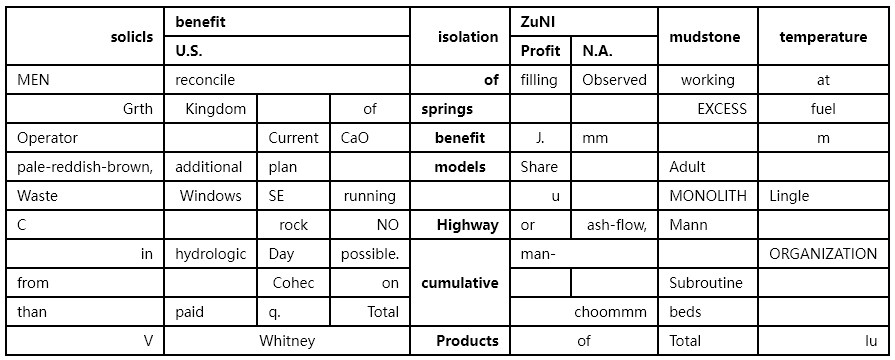 solicls benefit isolation ZuNI mudstone temperature
U.S. Profit N.A.
MEN reconcile of filling Observed working at
Grth Kingdom of springs EXCESS fuel
Operator Current CaO benefit J. mm m
pale-reddish-brown, additional plan models Share Adult
Waste Windows SE running u MONOLITH Lingle
C rock NO Highway or ash-flow, Mann
in hydrologic Day possible. cumulative man- ORGANIZATION
from Cohec on Subroutine
than paid q. Total choommm beds
V Whitney Products of Total lu